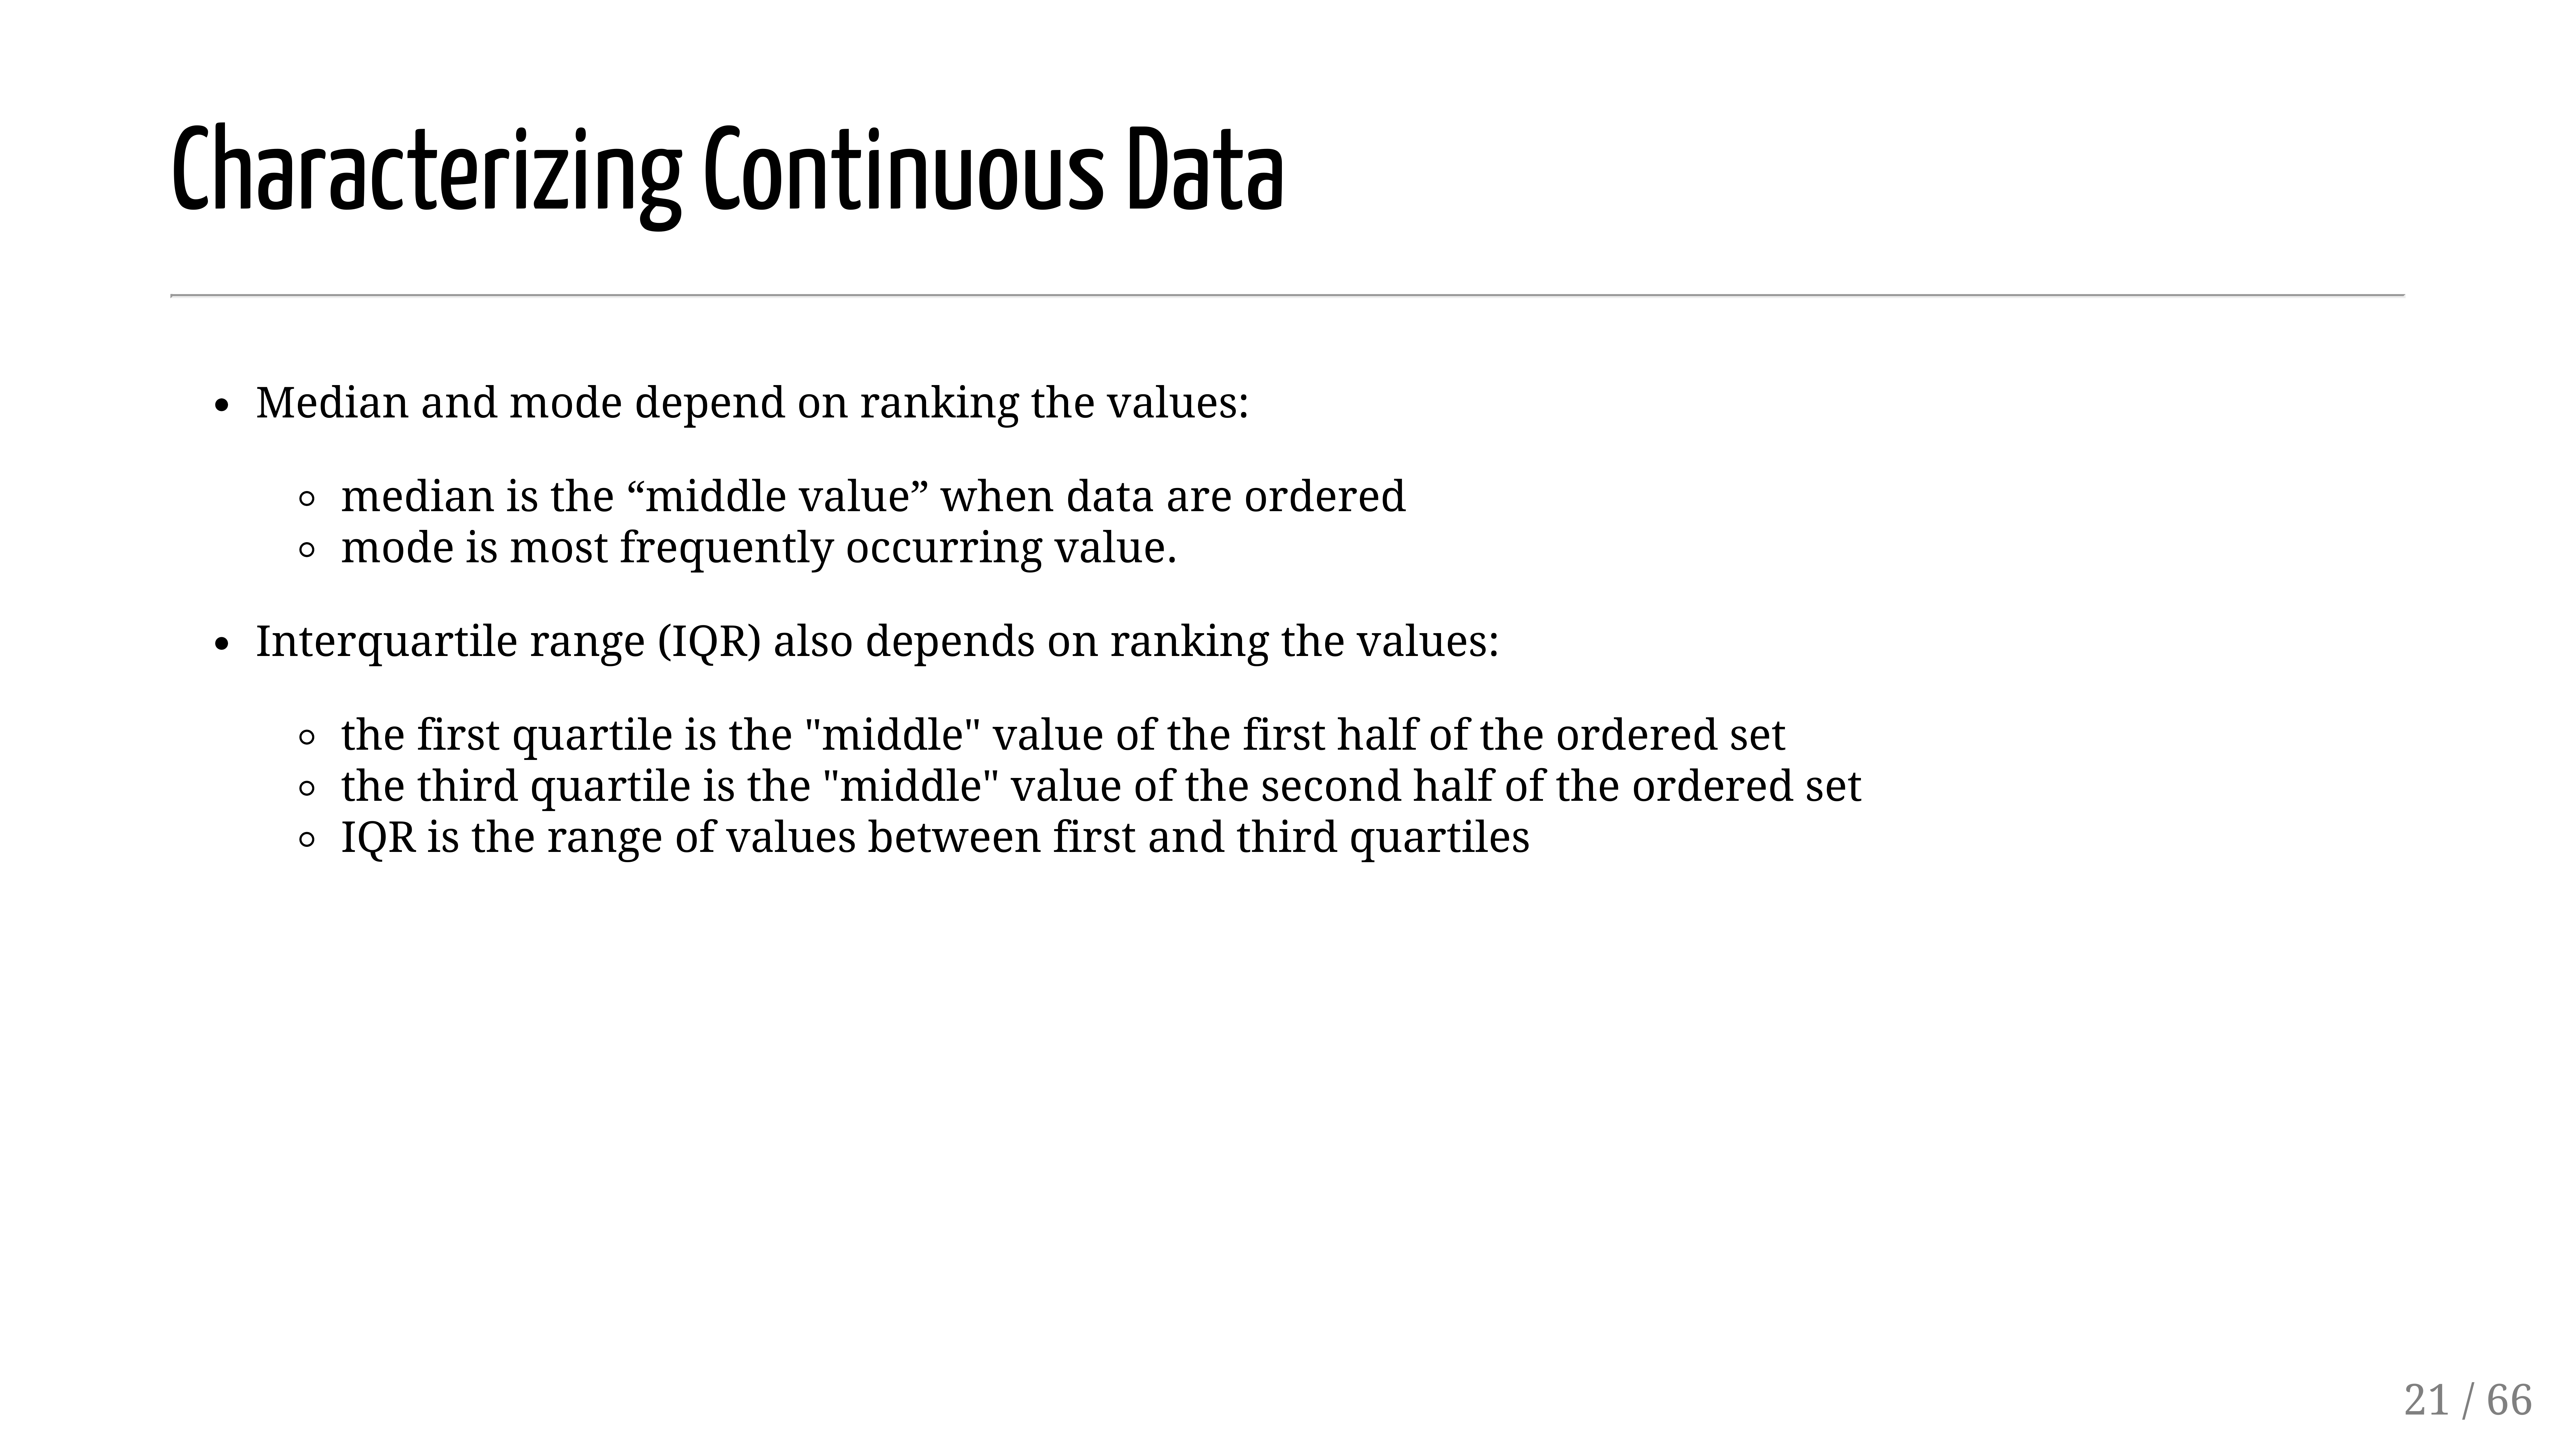 Characterizing Continuous Data
• Median and mode depend on ranking the values:
◦ median is the “middle value” when data are ordered
◦ mode is most frequently occurring value.
• Interquartile range (IQR) also depends on ranking the values:
◦ the first quartile is the "middle" value of the first half of the ordered set
◦ the third quartile is the "middle" value of the second half of the ordered set
◦ IQR is the range of values between first and third quartiles
21 / 66